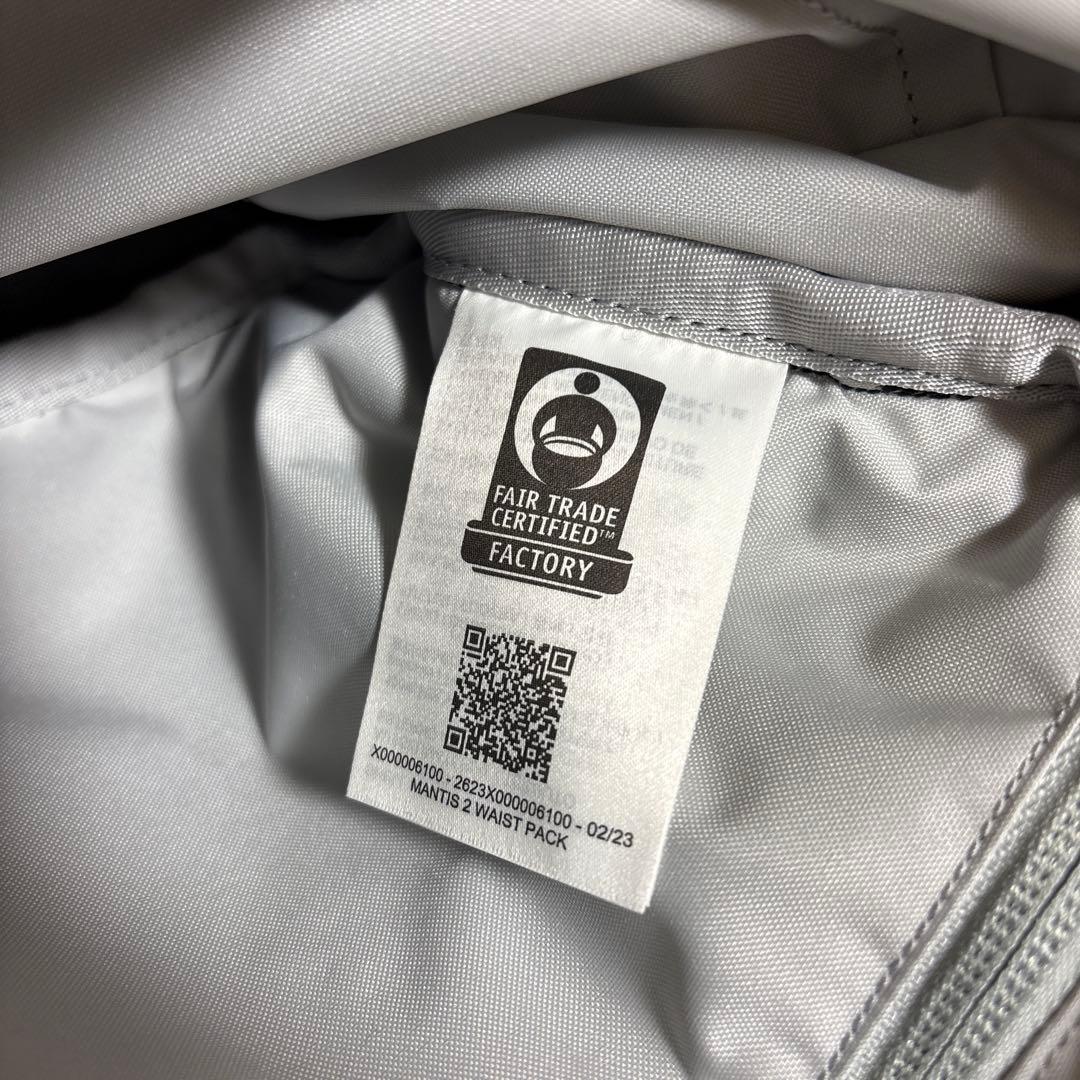 FAIR TRADE
CERTIFIED™
FACTORY
X000006100 - 2623X000006100 - 02/23
MANTIS 2 WAIST PACK